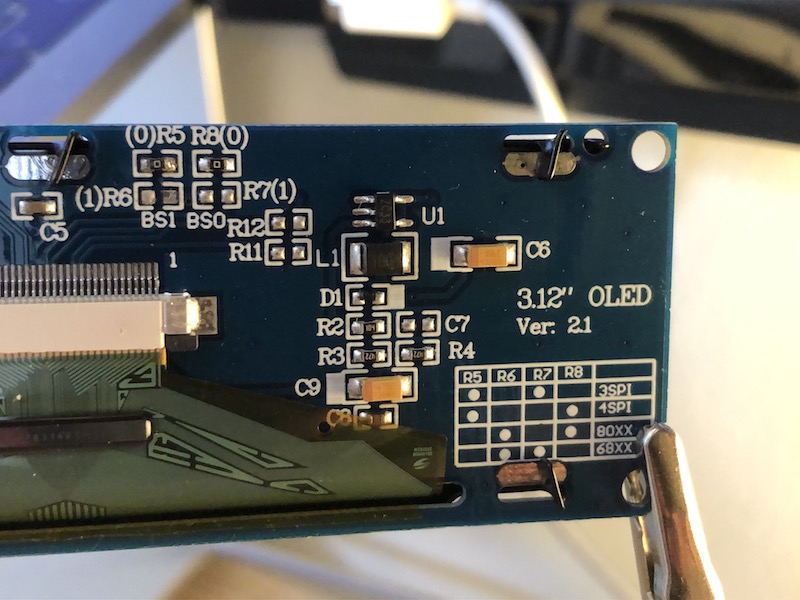 (0)R5 R8(0)
(1)R6 R7(1)
BS1 BS0
C5
R12
R11
U1
L1
C6
1
D1
3.12" OLED
Ver: 2.1
R2
C7
R3
R4
C9
C8
R5 R6 R7 R8
3SPI
4SPI
80XX
68XX